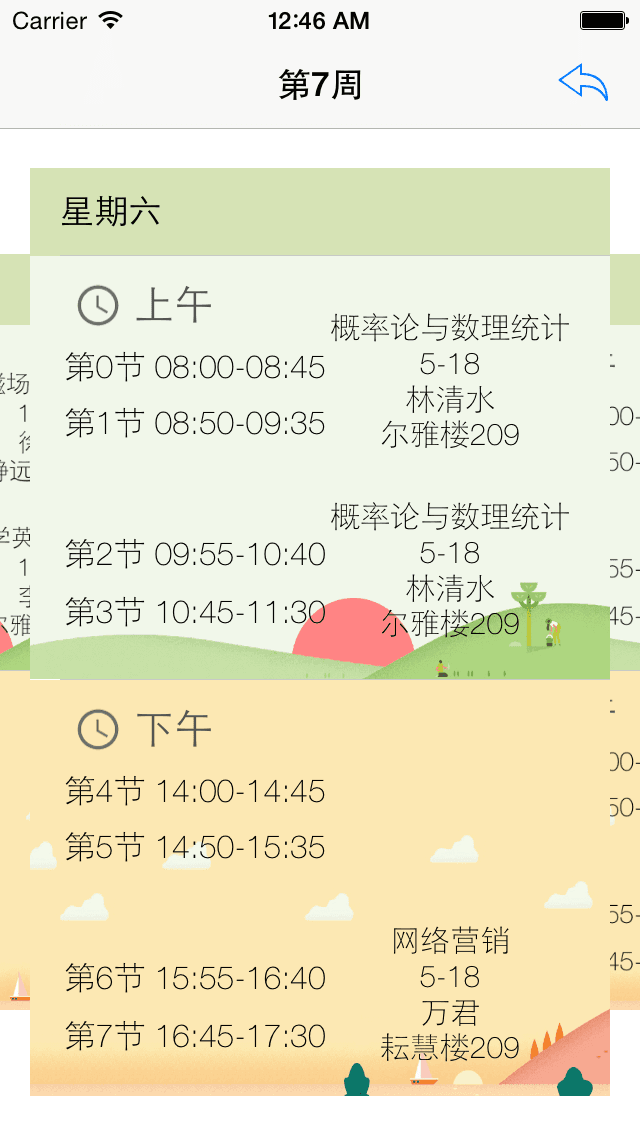 Carrier 12:46 AM
第7周
星期六
上午
概率论与数理统计
第0节 08:00-08:45
5-18
林清水
第1节 08:50-09:35
尔雅楼209
概率论与数理统计
第2节 09:55-10:40
5-18
林清水
第3节 10:45-11:30
尔雅楼209
下午
第4节 14:00-14:45
第5节 14:50-15:35
网络营销
第6节 15:55-16:40
5-18
万君
第7节 16:45-17:30
耘慧楼209